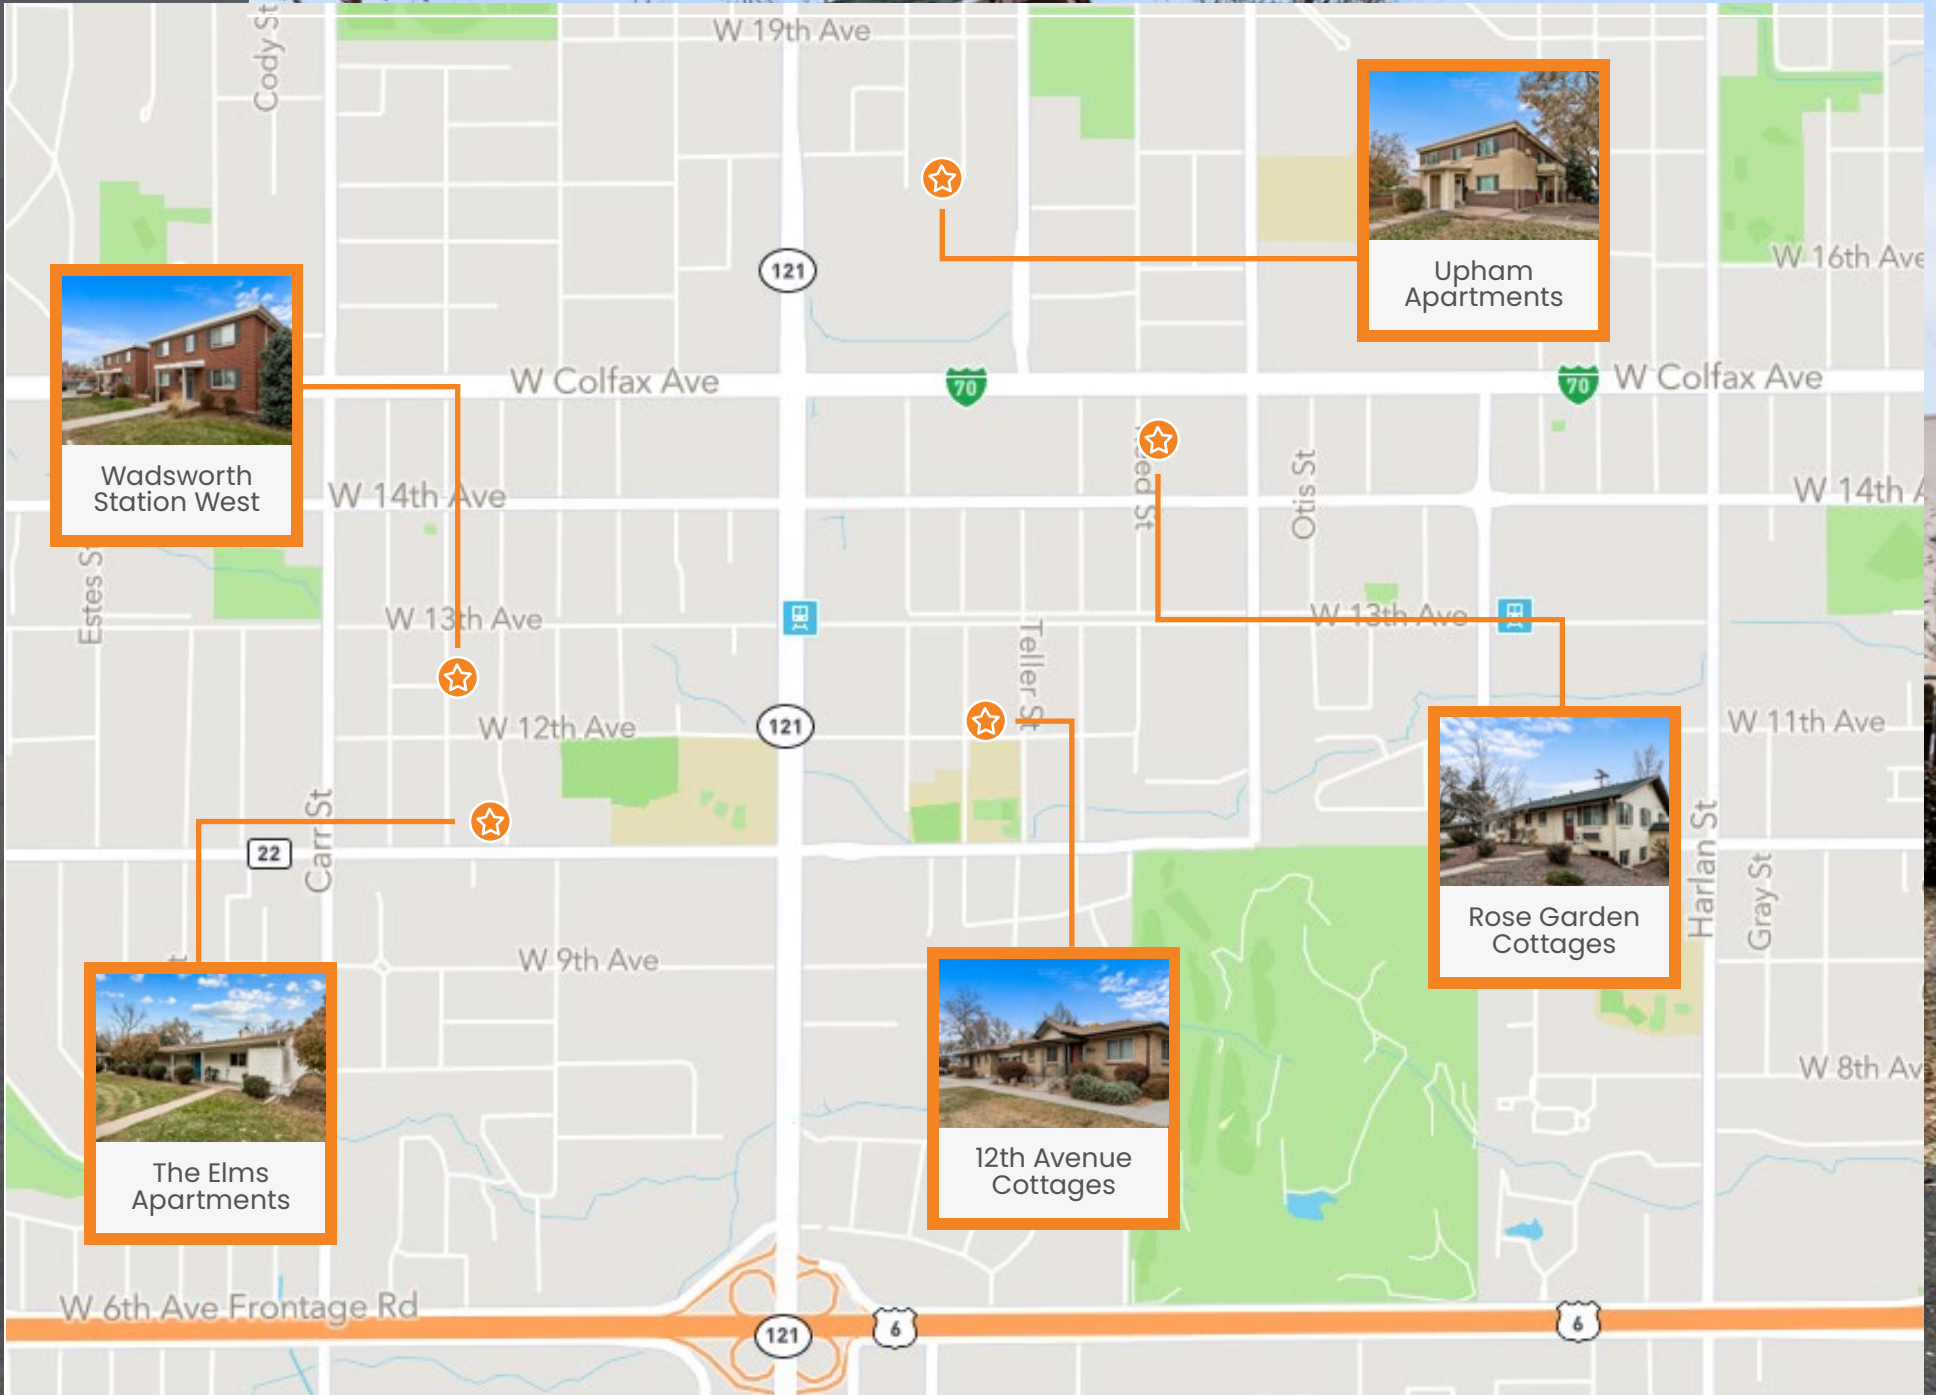 Cody St
W 19th Ave
121
Upham
Apartments
W 16th Ave
W Colfax Ave
70
70
W Colfax Ave
Wadsworth
Station West
W 14th Ave
Otis St
W 14th
Estes S
W 13th Ave
Teller St
W 13th Ave
W 12th Ave
121
W 11th Ave
Carr St
22
Harlan St
Gray St
Rose Garden
Cottages
W 9th Ave
W 8th Av
The Elms
Apartments
12th Avenue
Cottages
W 6th Ave Frontage Rd
121
6
6